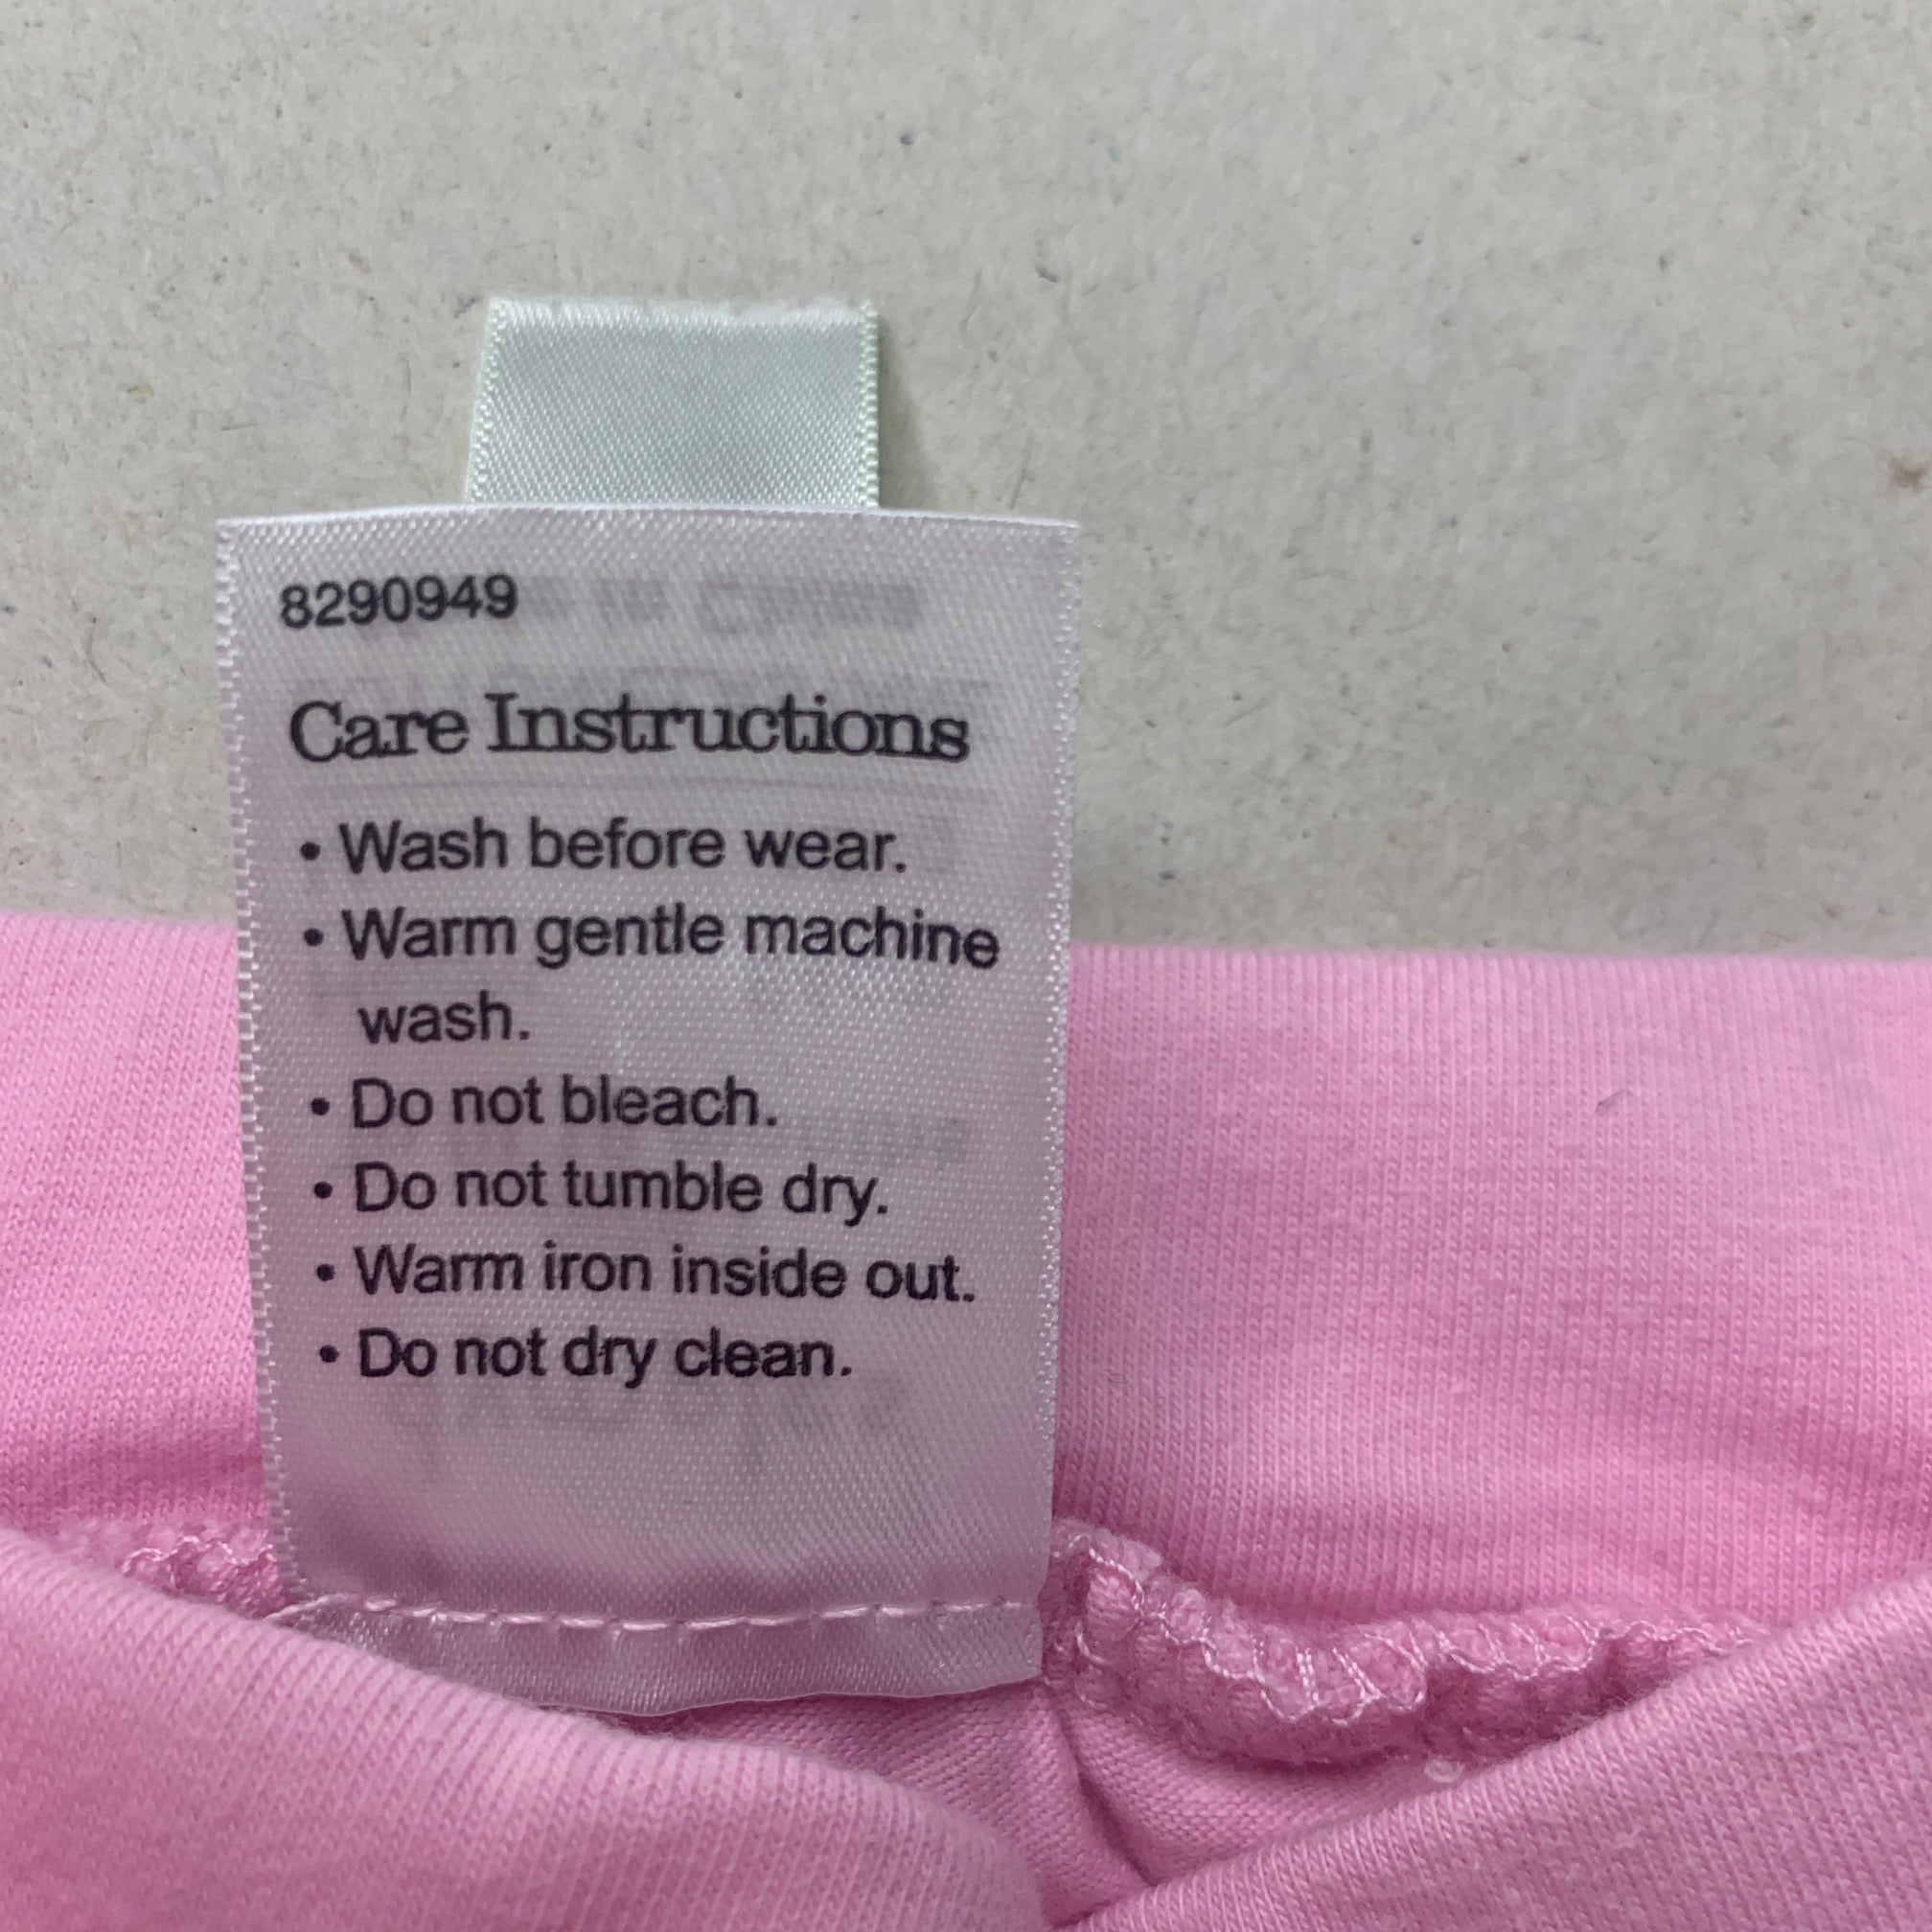 8290949
Care Instructions
• Wash before wear.
• Warm gentle machine
wash.
• Do not bleach.
• Do not tumble dry.
• Warm iron inside out.
• Do not dry clean.